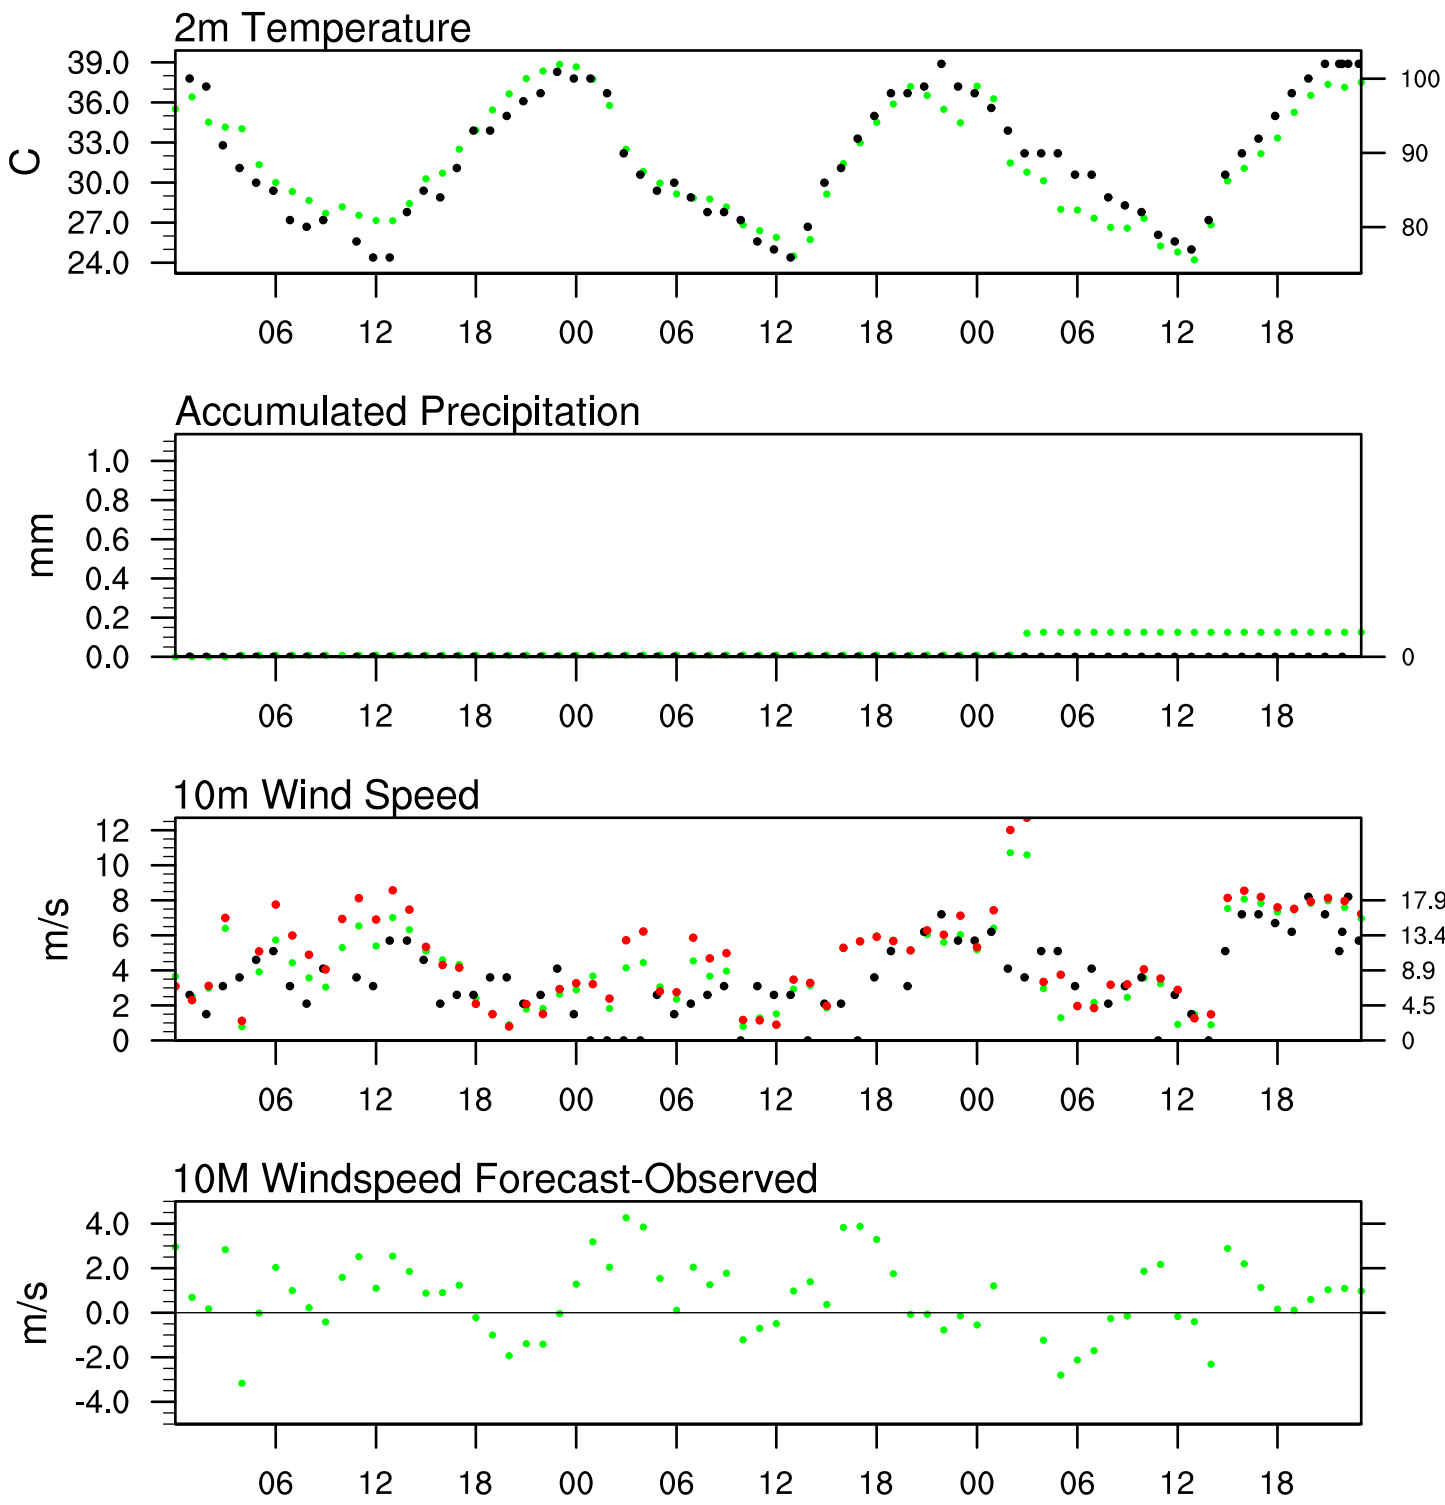 2m Temperature
39.0
36.0
33.0
30.0
27.0
24.0
C
100
90
80
06 12 18 00 06 12 18 00 06 12 18
Accumulated Precipitation
1.0
0.8
0.6
0.4
0.2
0.0
mm
0
06 12 18 00 06 12 18 00 06 12 18
10m Wind Speed
12
10
8
6
4
2
0
m/s
17.9
13.4
8.9
4.5
0
06 12 18 00 06 12 18 00 06 12 18
10M Windspeed Forecast-Observed
4.0
2.0
0.0
-2.0
-4.0
m/s
06 12 18 00 06 12 18 00 06 12 18